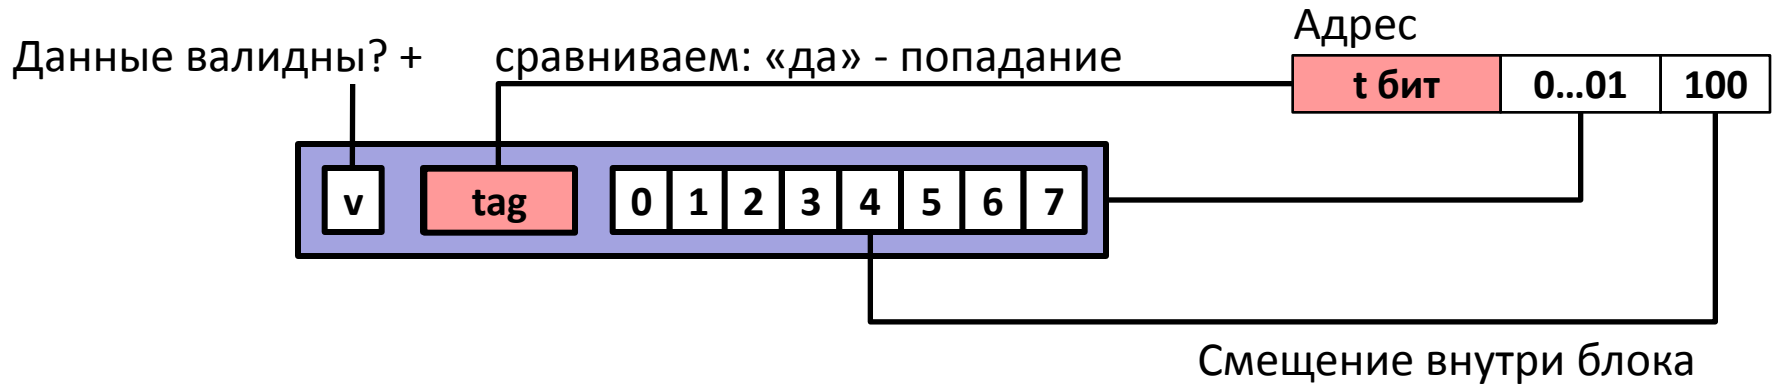 Адрес
Данные валидны? + сравниваем: «да» - попадание
t бит 0...01 100
v tag 0 1 2 3 4 5 6 7
Смещение внутри блока